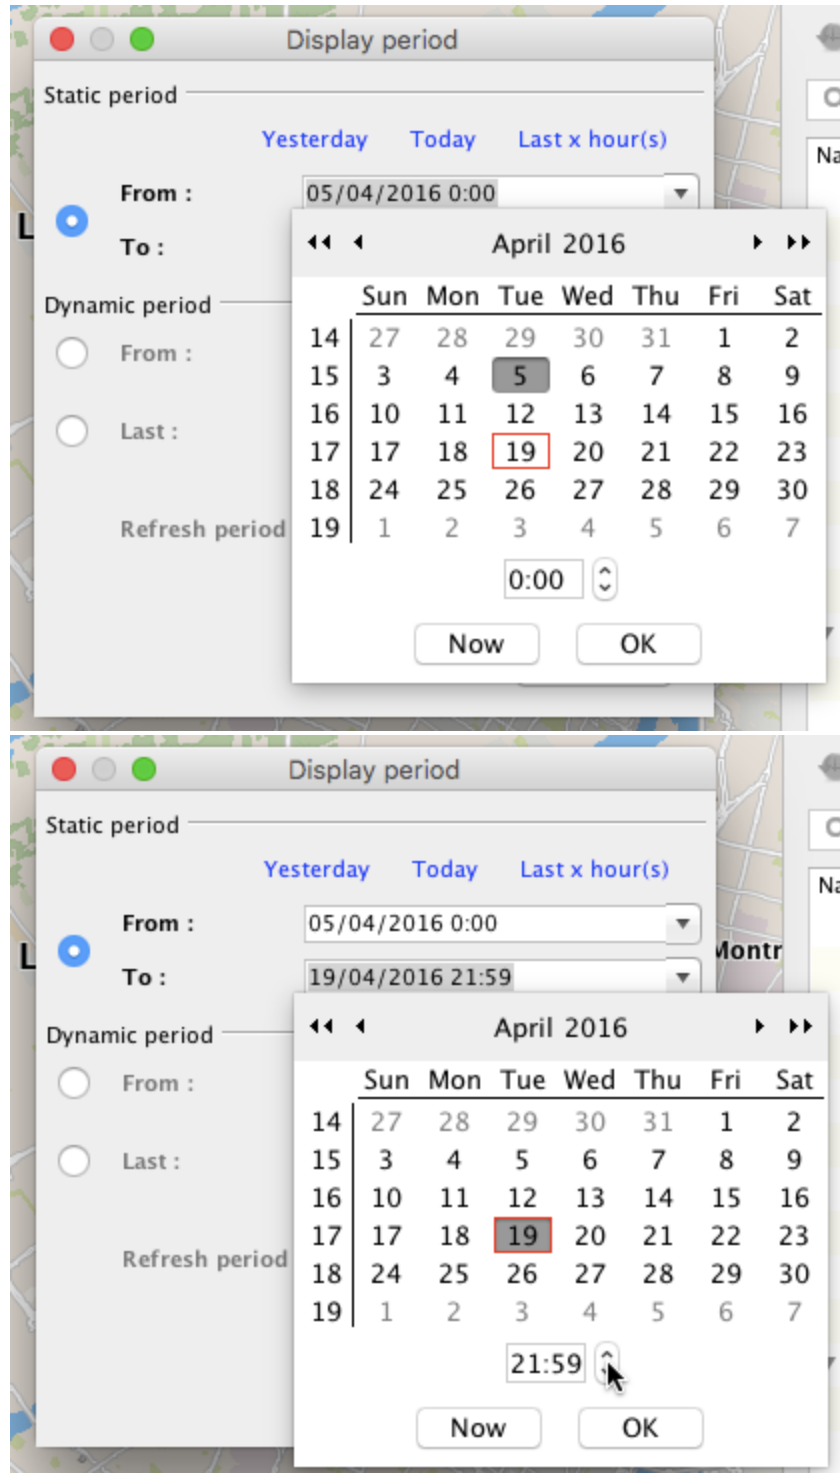 Display period
Static period
Yesterday Today Last x hour(s)
From : 05/04/2016 0:00
To :
April 2016
Sun Mon Tue Wed Thu Fri Sat
14 27 28 29 30 31 1 2
15 3 4 5 6 7 8 9
16 10 11 12 13 14 15 16
17 17 18 19 20 21 22 23
18 24 25 26 27 28 29 30
19 1 2 3 4 5 6 7
Dynamic period
From :
Last :
Refresh period
0:00
Now OK
Display period
Static period
Yesterday Today Last x hour(s)
From : 05/04/2016 0:00
To : 19/04/2016 21:59
April 2016
Sun Mon Tue Wed Thu Fri Sat
14 27 28 29 30 31 1 2
15 3 4 5 6 7 8 9
16 10 11 12 13 14 15 16
17 17 18 19 20 21 22 23
18 24 25 26 27 28 29 30
19 1 2 3 4 5 6 7
Dynamic period
From :
Last :
Refresh period
21:59
Now OK
Montr